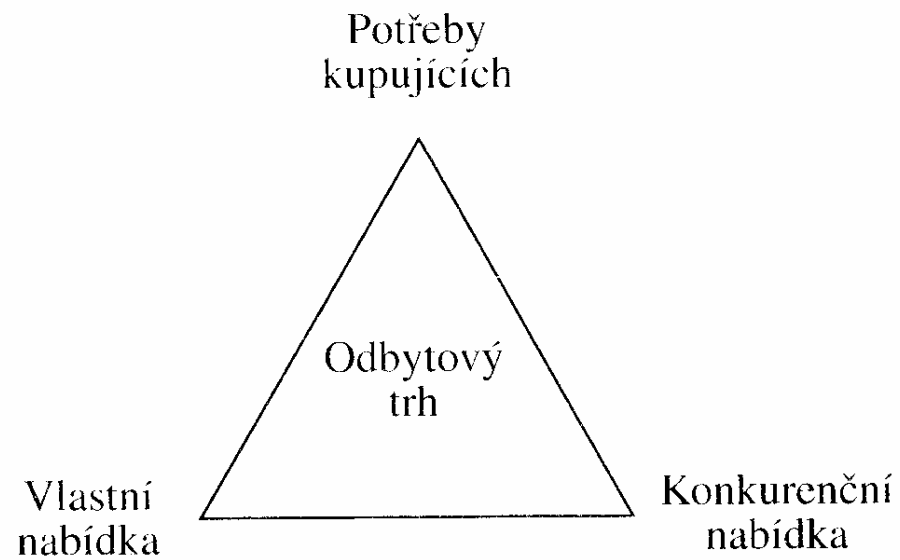 Potřeby
kupujících
Odbytový
trh
Vlastní
nabídka
Konkurenční
nabídka